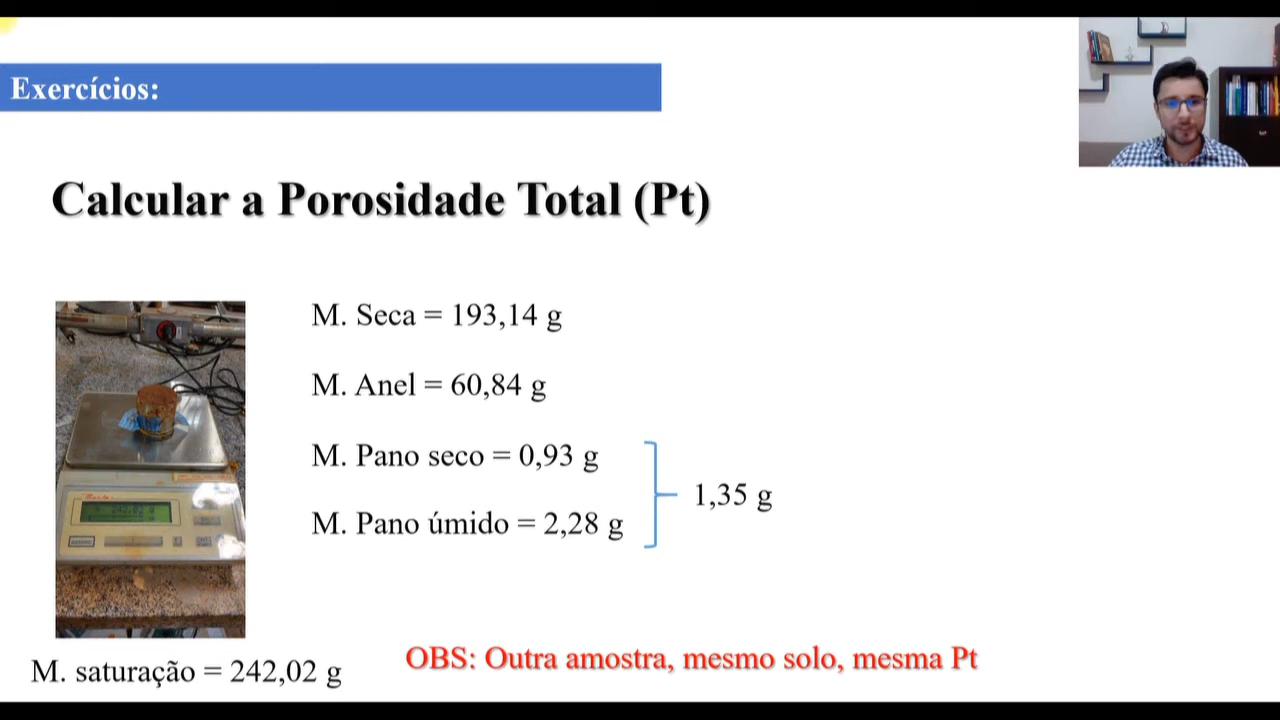 Exercícios:
Calcular a Porosidade Total (Pt)
M. Seca = 193,14 g
M. Anel = 60,84 g
M. Pano seco = 0,93 g
M. Pano úmido = 2,28 g
1,35 g
M. saturação = 242,02 g
OBS: Outra amostra, mesmo solo, mesma Pt